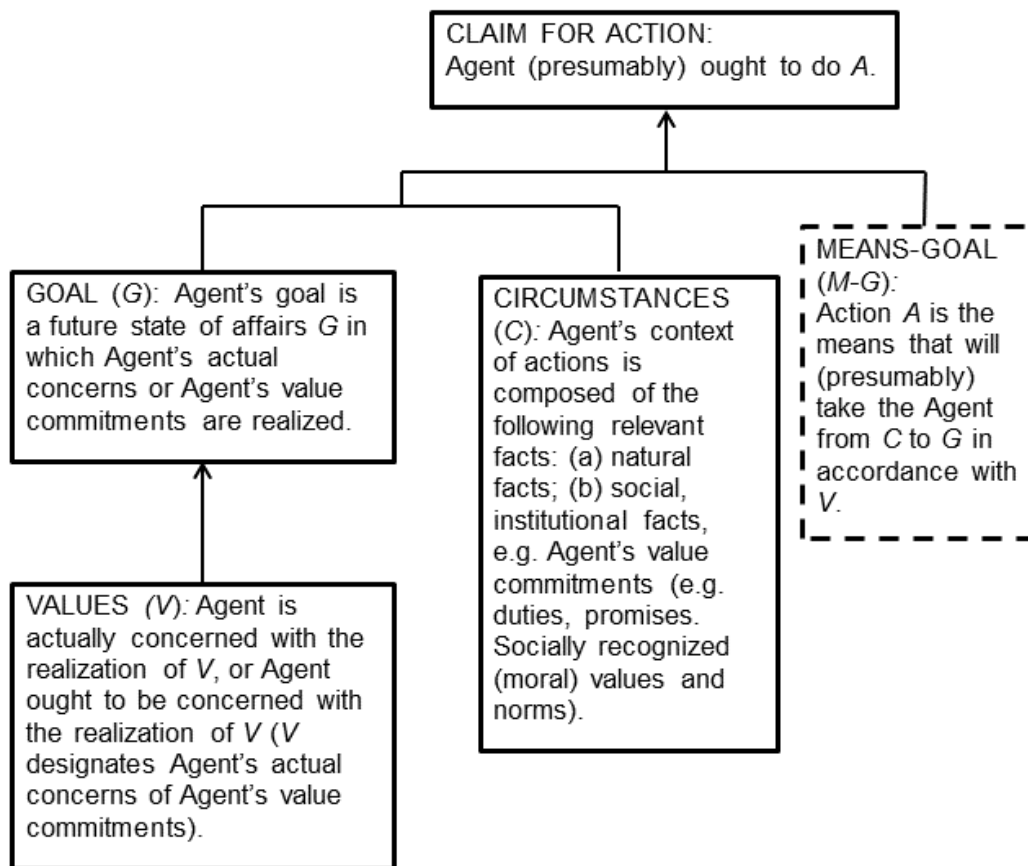 CLAIM FOR ACTION:
Agent (presumably) ought to do A.
GOAL (G): Agent's goal is
a future state of affairs G in
which Agent's actual
concerns or Agent's value
commitments are realized.
CIRCUMSTANCES
(C): Agent's context
of actions is
composed of the
following relevant
facts: (a) natural
facts; (b) social,
institutional facts,
e.g. Agent's value
commitments (e.g.
duties, promises.
Socially recognized
(moral) values and
norms).
MEANS-GOAL
(M-G):
Action A is the
means that will
(presumably)
take the Agent
from C to G in
accordance with
V.
VALUES (V): Agent is
actually concerned with the
realization of V, or Agent
ought to be concerned with
the realization of V (V
designates Agent's actual
concerns of Agent's value
commitments).